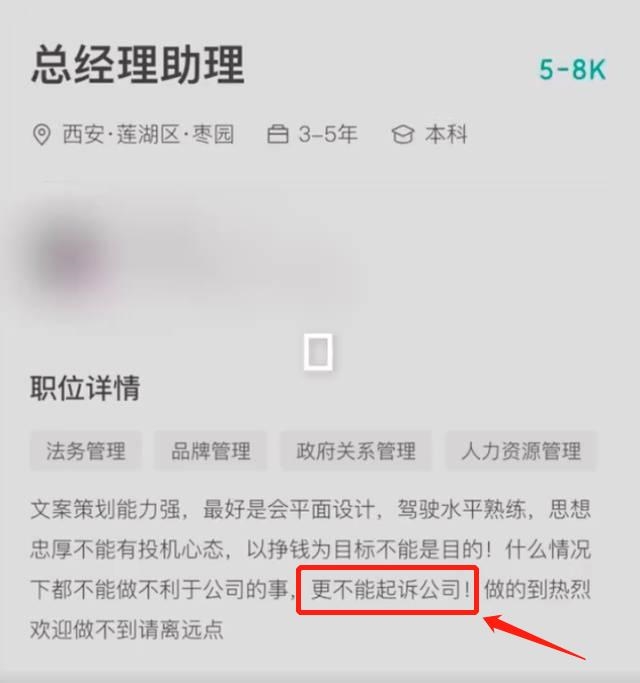 总经理助理
5-8K
西安·莲湖区·枣园 3-5年 本科
职位详情
法务管理 品牌管理 政府关系管理 人力资源管理
文案策划能力强，最好是会平面设计，驾驶水平熟练，思想
忠厚不能有投机心态，以挣钱为目标不能是目的！什么情况
下都不能做不利于公司的事，更不能起诉公司！做的到热烈
欢迎做不到请离远点